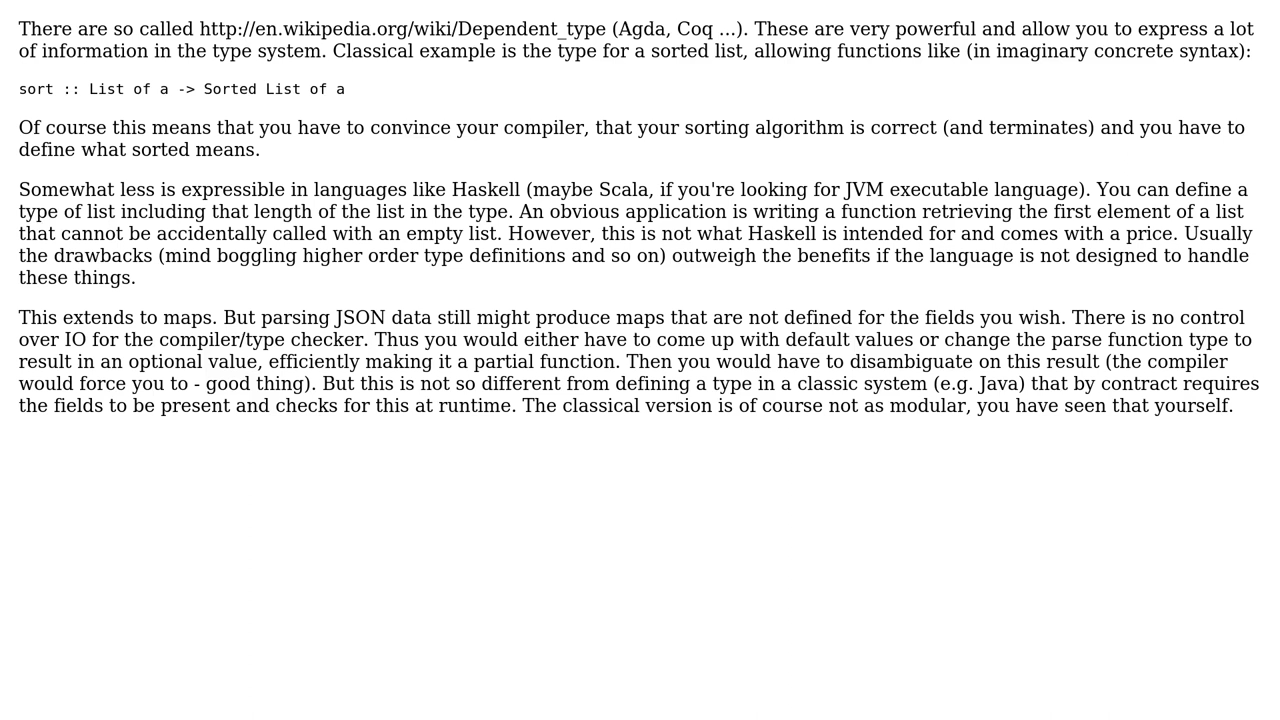 There are so called http://en.wikipedia.org/wiki/Dependent_type (Agda, Coq ...). These are very powerful and allow you to express a lot
of information in the type system. Classical example is the type for a sorted list, allowing functions like (in imaginary concrete syntax):
sort :: List of a -> Sorted List of a
Of course this means that you have to convince your compiler, that your sorting algorithm is correct (and terminates) and you have to
define what sorted means.
Somewhat less is expressible in languages like Haskell (maybe Scala, if you're looking for JVM executable language). You can define a
type of list including that length of the list in the type. An obvious application is writing a function retrieving the first element of a list
that cannot be accidentally called with an empty list. However, this is not what Haskell is intended for and comes with a price. Usually
the drawbacks (mind boggling higher order type definitions and so on) outweigh the benefits if the language is not designed to handle
these things.
This extends to maps. But parsing JSON data still might produce maps that are not defined for the fields you wish. There is no control
over IO for the compiler/type checker. Thus you would either have to come up with default values or change the parse function type to
result in an optional value, efficiently making it a partial function. Then you would have to disambiguate on this result (the compiler
would force you to - good thing). But this is not so different from defining a type in a classic system (e.g. Java) that by contract requires
the fields to be present and checks for this at runtime. The classical version is of course not as modular, you have seen that yourself.